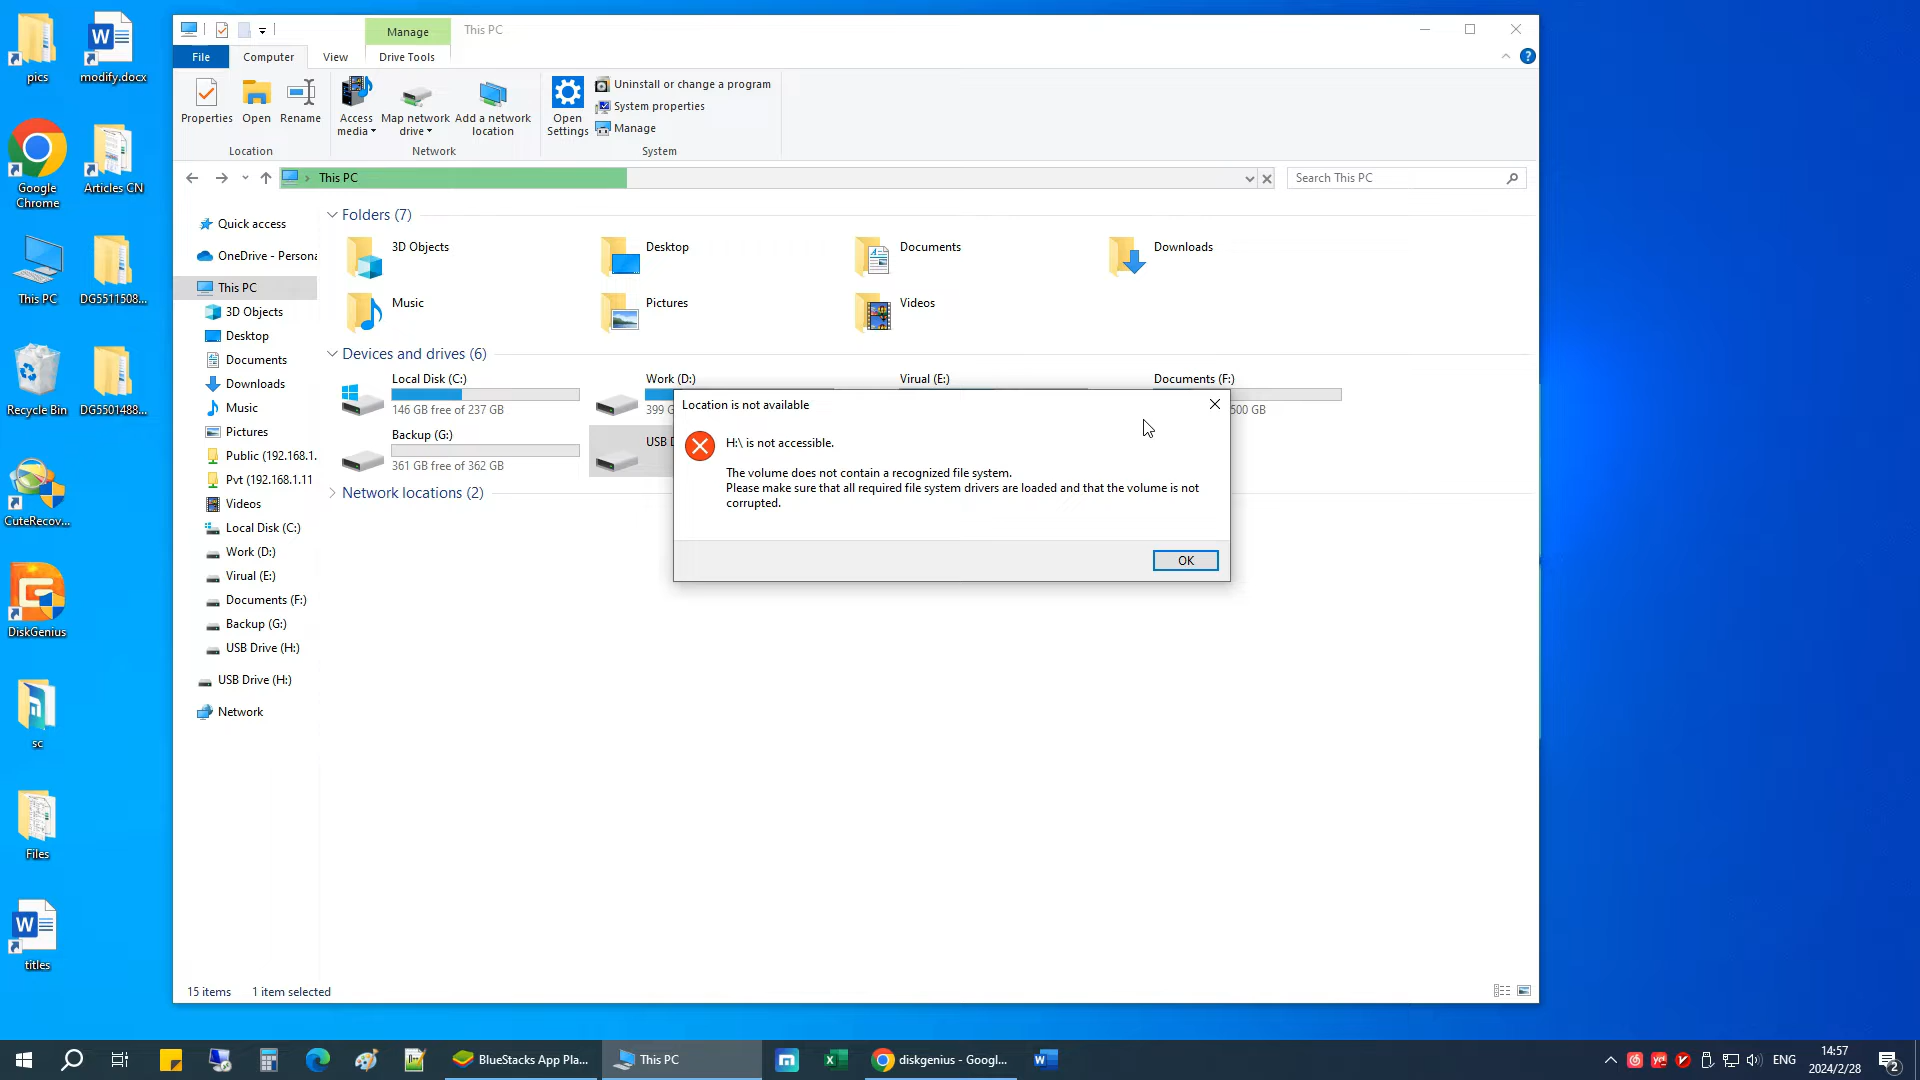 pics
modify.docx
Google
Chrome
Articles CN
This PC
DG5511508...
Recycle Bin
DG5501488...
CuteRecov...
DiskGenius
sc
Files
titles
Manage
This PC
File
Computer
View
Drive Tools
Properties
Open
Rename
Access
media
Map network
drive
Add a network
location
Open
Settings
Uninstall or change a program
System properties
Manage
Location
Network
System
This PC
Search This PC
Quick access
OneDrive - Persona
This PC
3D Objects
Desktop
Documents
Downloads
Music
Pictures
Public (192.168.1.
Pvt (192.168.1.11
Videos
Local Disk (C:)
Work (D:)
Virual (E:)
Documents (F:)
Backup (G:)
USB Drive (H:)
USB Drive (H:)
Network
Folders (7)
3D Objects
Desktop
Documents
Downloads
Music
Pictures
Videos
Devices and drives (6)
Local Disk (C:)
146 GB free of 237 GB
Work (D:)
399 G
Virual (E:)
Documents (F:)
500 GB
Backup (G:)
361 GB free of 362 GB
USB D
Network locations (2)
Location is not available
H:\ is not accessible.
The volume does not contain a recognized file system.
Please make sure that all required file system drivers are loaded and that the volume is not
corrupted.
OK
15 items
1 item selected
BlueStacks App Pla...
This PC
diskgenius - Googl...
ENG
14:57
2024/2/28
2